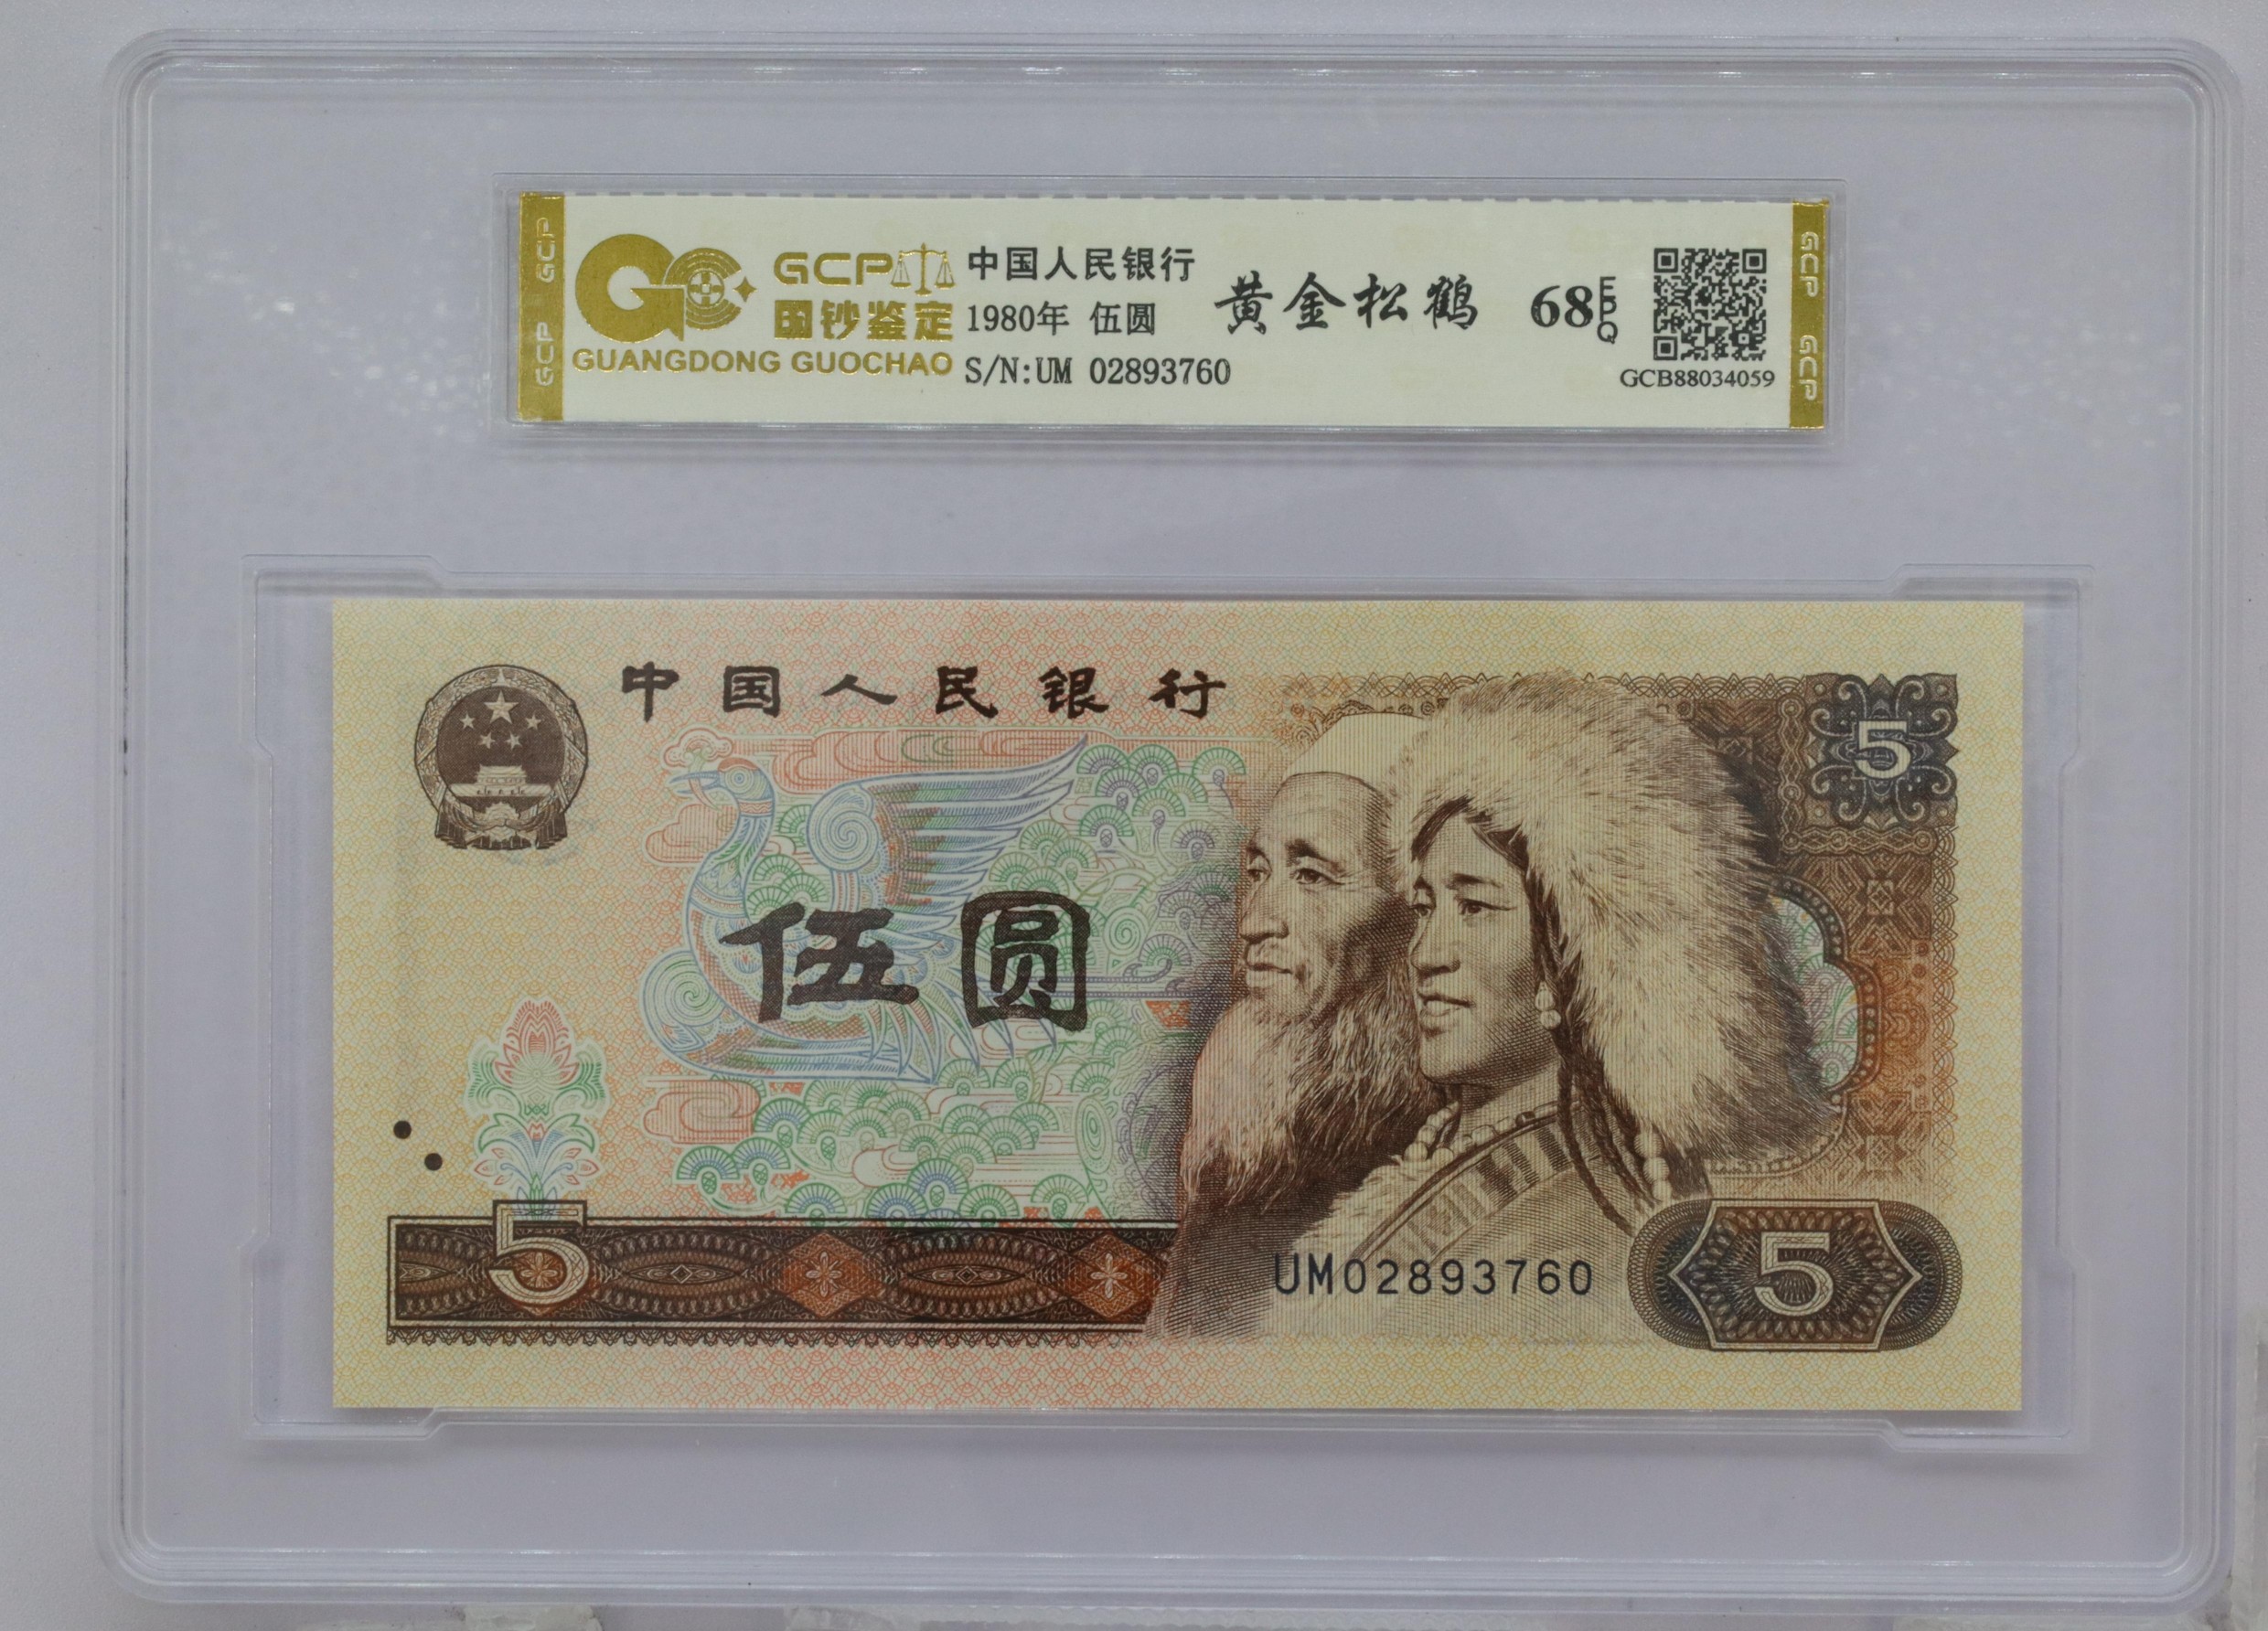 GCP GCP
GCP
国钞鉴定
GUANGDONG GUOCHAO
中国人民银行
1980年 伍圆
S/N:UM 02893760
黄金松鹤
68 EPQ
GCB88034059
GCP GCP
中国人民银行
5
伍圆
5
UM02893760
5